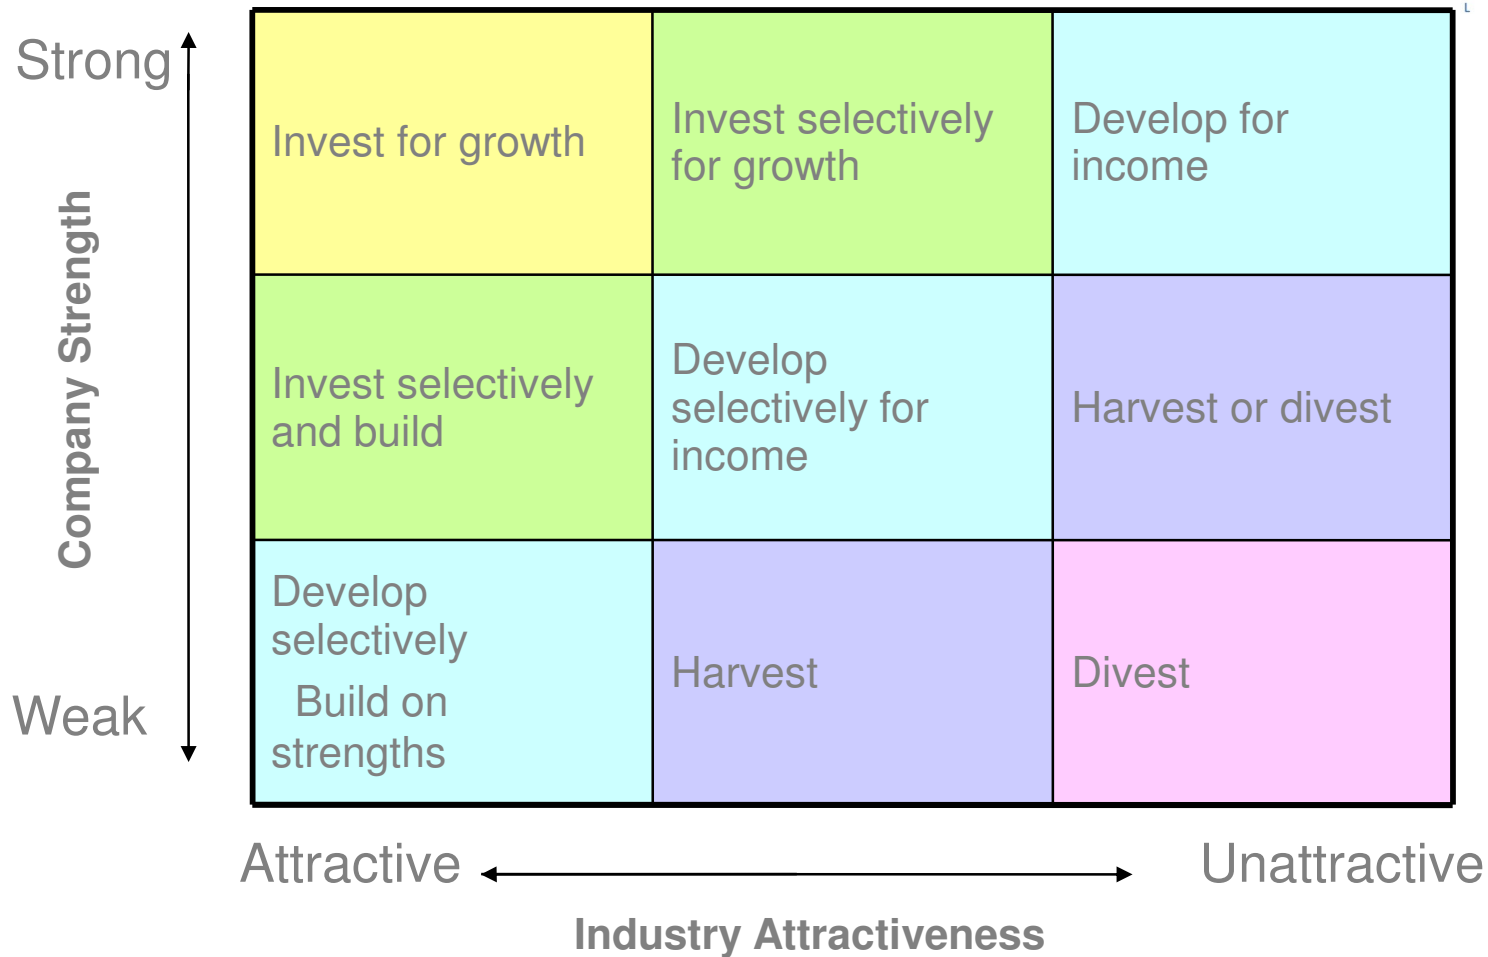 L
Strong
Invest for growth
Invest selectively
for growth
Develop for
income
Company Strength
Invest selectively
and build
Develop
selectively for
income
Harvest or divest
Develop
selectively
Build on
strengths
Harvest
Divest
Weak
Attractive
Unattractive
Industry Attractiveness